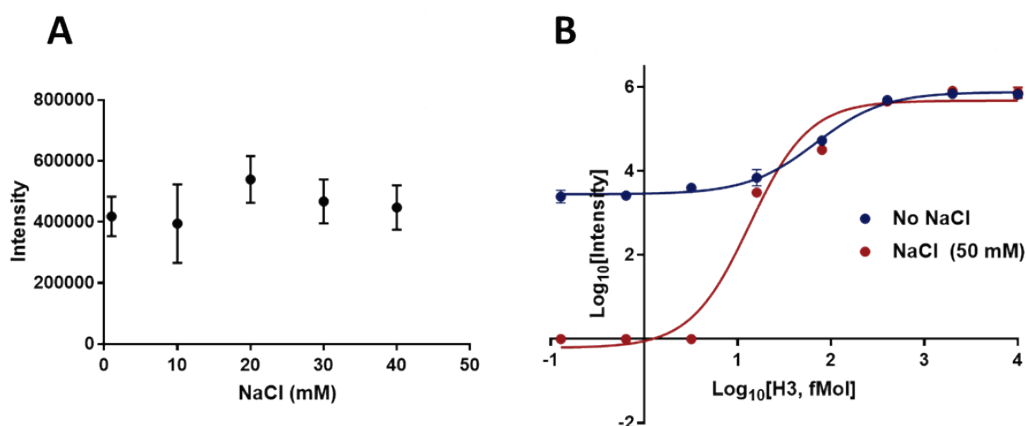 A
800000
600000
400000
200000
0
Intensity
0 10 20 30 40 50
NaCl (mM)
B
6
4
2
-2
Log10[Intensity]
-1 1 2 3 4
Log10[H3, fMol]
No NaCl
NaCl (50 mM)